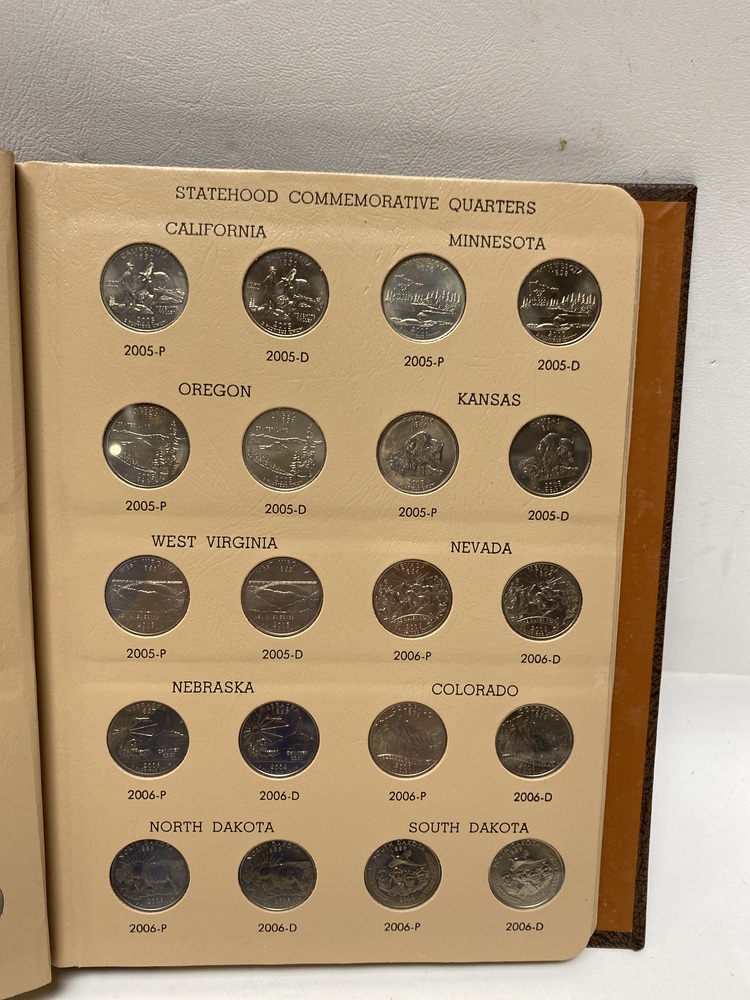 STATEHOOD COMMEMORATIVE QUARTERS
CALIFORNIA
MINNESOTA
2005-P
2005-D
2005-P
2005-D
OREGON
KANSAS
2005-P
2005-D
2005-P
2005-D
WEST VIRGINIA
NEVADA
2005-P
2005-D
2006-P
2006-D
NEBRASKA
COLORADO
2006-P
2006-D
2006-P
2006-D
NORTH DAKOTA
SOUTH DAKOTA
2006-P
2006-D
2006-P
2006-D